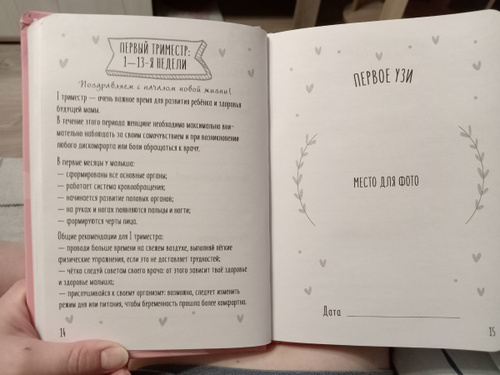 ПЕРВЫЙ ТРИМЕСТР:
1—13-Я НЕДЕЛИ
Поздравляем с началом новой жизни!
I триместр — очень важное время для развития ребёнка и здоровья
будущей мамы.
В течение этого периода женщине необходимо максимально вни-
мательно наблюдать за своим самочувствием и при возникновении
любого дискомфорта или боли обращаться к врачу.
В первые месяцы у малыша:
— сформированы все основные органы;
— работает система кровообращения;
— начинается развитие половых органов;
— на руках и ногах появляются пальцы и ногти;
— формируются черты лица.
Общие рекомендации для I триместра:
— проводи больше времени на свежем воздухе, выполняй лёгкие
физические упражнения, если это не доставляет трудностей;
— чётко следуй советом своего врача: от этого зависит твоё здоровье
и здоровье малыша;
— прислушивайся к своему организму: возможно, следует изменить
режим дня или питания, чтобы беременность прошла более комфортно.
14
ПЕРВОЕ УЗИ
МЕСТО ДЛЯ ФОТО
Дата
15